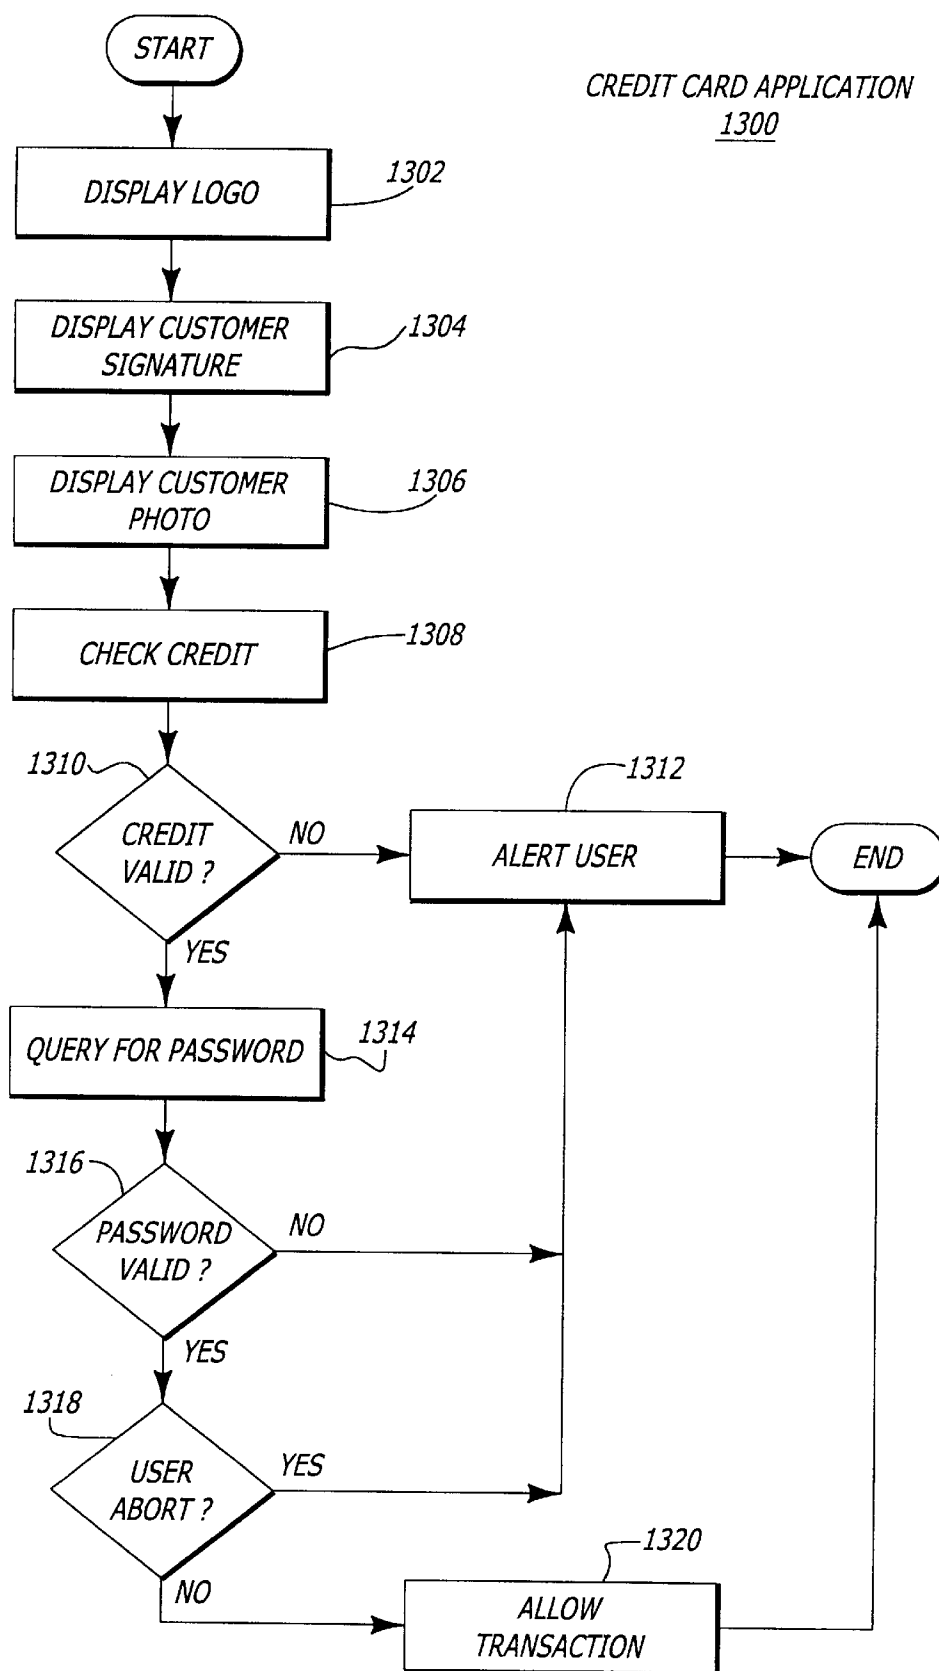 START
CREDIT CARD APPLICATION
1300
DISPLAY LOGO
1302
DISPLAY CUSTOMER
SIGNATURE
1304
DISPLAY CUSTOMER
PHOTO
1306
CHECK CREDIT
1308
1310
CREDIT
VALID ?
NO
YES
1312
ALERT USER
END
QUERY FOR PASSWORD
1314
1316
PASSWORD
VALID ?
NO
YES
1318
USER
ABORT ?
YES
NO
1320
ALLOW
TRANSACTION